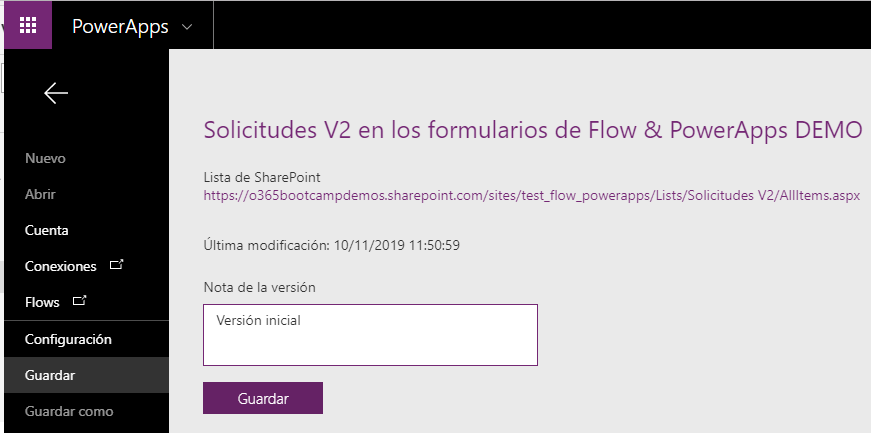 PowerApps
Nuevo
Abrir
Cuenta
Conexiones
Flows
Configuración
Guardar
Guardar como
Solicitudes V2 en los formularios de Flow & PowerApps DEMO
Lista de SharePoint
https://o365bootcampdemos.sharepoint.com/sites/test_flow_powerapps/Lists/Solicitudes V2/AllItems.aspx
Última modificación: 10/11/2019 11:50:59
Nota de la versión
Versión inicial
Guardar